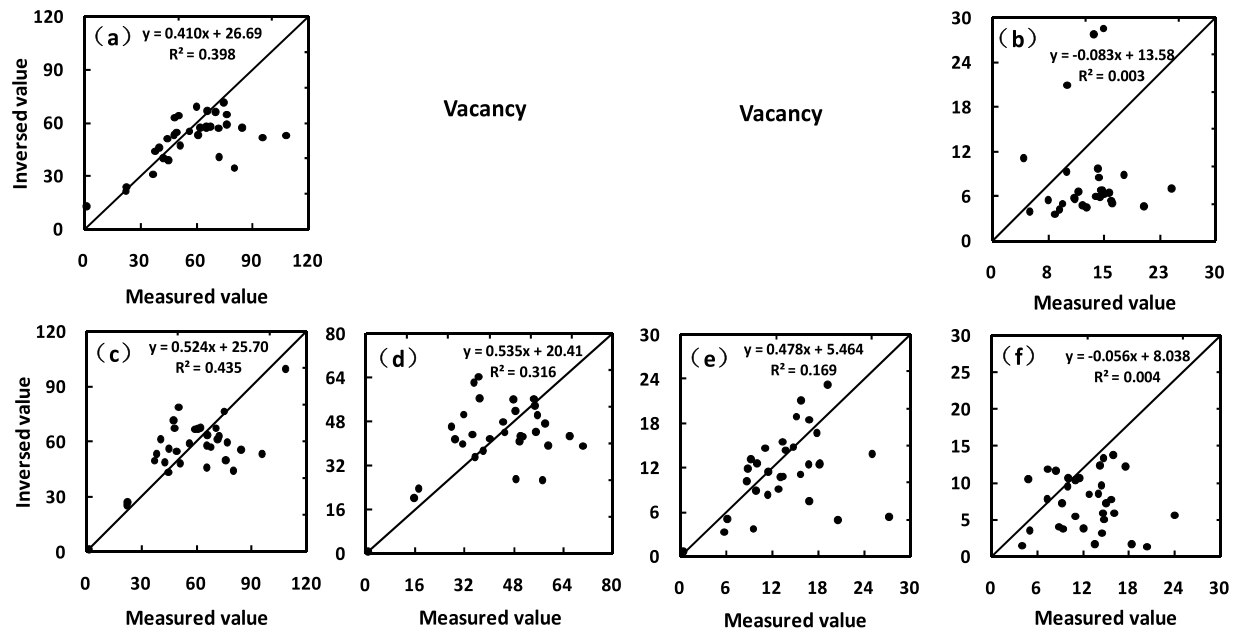 (a) y = 0.410x + 26.69
R² = 0.398
Inversed value
120
90
60
30
0
0 30 60 90 120
Measured value
Vacancy
Vacancy
(b)
y = -0.083x + 13.58
R² = 0.003
30
24
18
12
6
0
0 8 15 23 30
Measured value
(c) y = 0.524x + 25.70
R² = 0.435
Inversed value
120
90
60
30
0
0 30 60 90 120
Measured value
(d) y = 0.535x + 20.41
R² = 0.316
80
64
48
32
16
0
0 16 32 48 64 80
Measured value
(e) y = 0.478x + 5.464
R² = 0.169
30
24
18
12
6
0
0 6 12 18 24 30
Measured value
(f) y = -0.056x + 8.038
R² = 0.004
30
25
20
15
10
5
0
0 6 12 18 24 30
Measured value